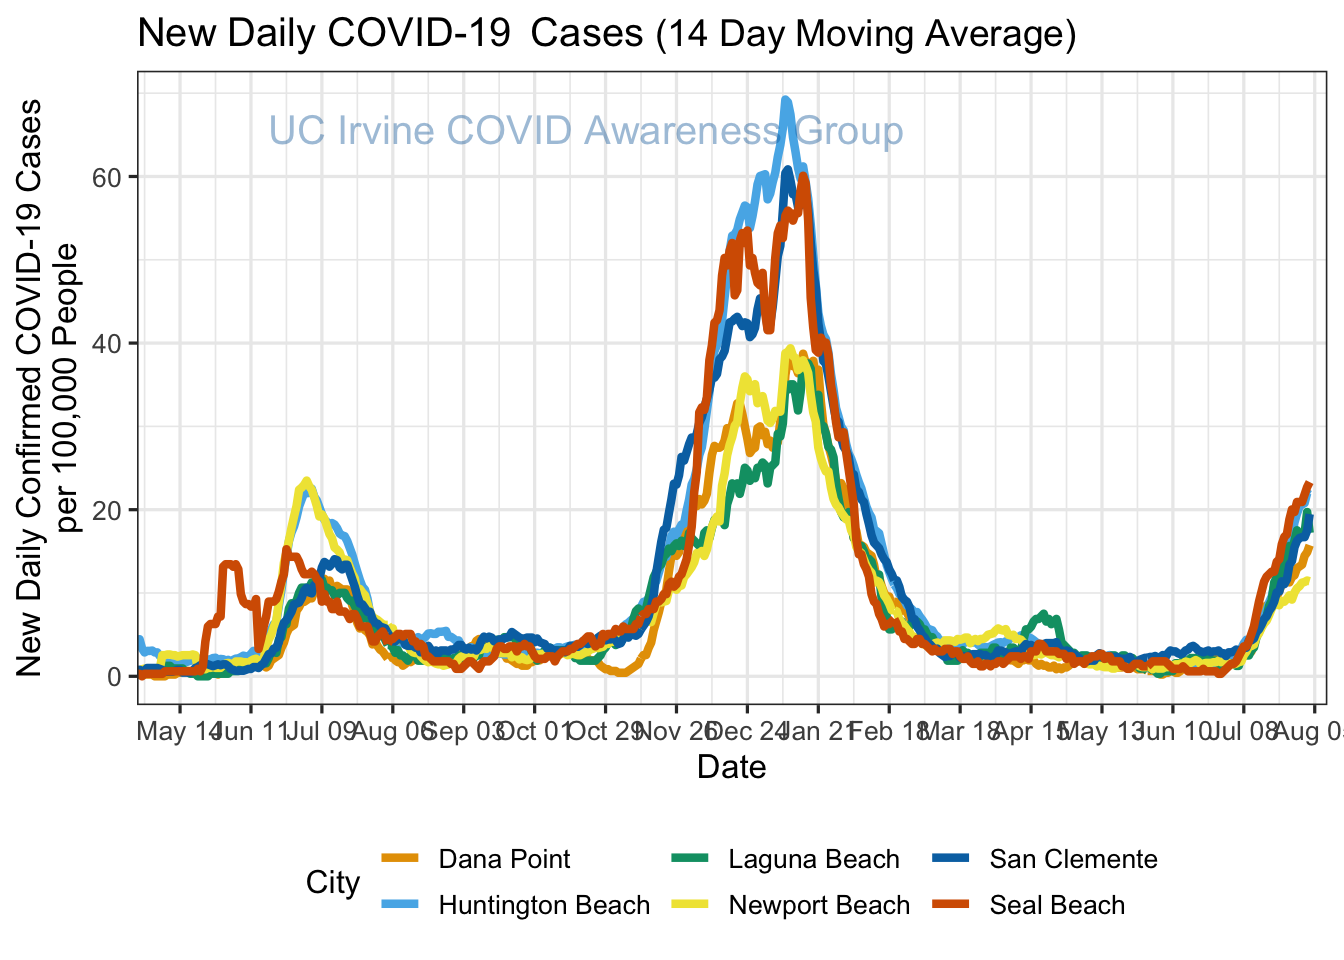 New Daily COVID-19 Cases (14 Day Moving Average)
New Daily Confirmed COVID-19 Cases
per 100,000 People
UC Irvine COVID Awareness Group
60
40
20
0
May 14 Jun 11 Jul 09 Aug 06 Sep 03 Oct 01 Oct 29 Nov 26 Dec 24 Jan 21 Feb 18 Mar 18 Apr 15 May 13 Jun 10 Jul 08 Aug
Date
City
Dana Point Laguna Beach San Clemente
Huntington Beach Newport Beach Seal Beach